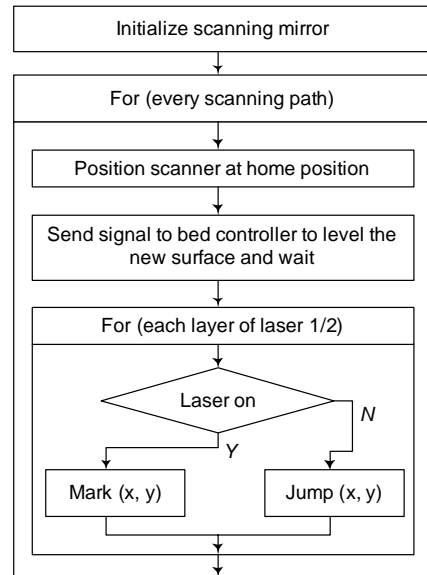 Initialize scanning mirror
For (every scanning path)
Position scanner at home position
Send signal to bed controller to level the
new surface and wait
For (each layer of laser 1/2)
Laser on
N
Y
Mark (x, y)
Jump (x, y)